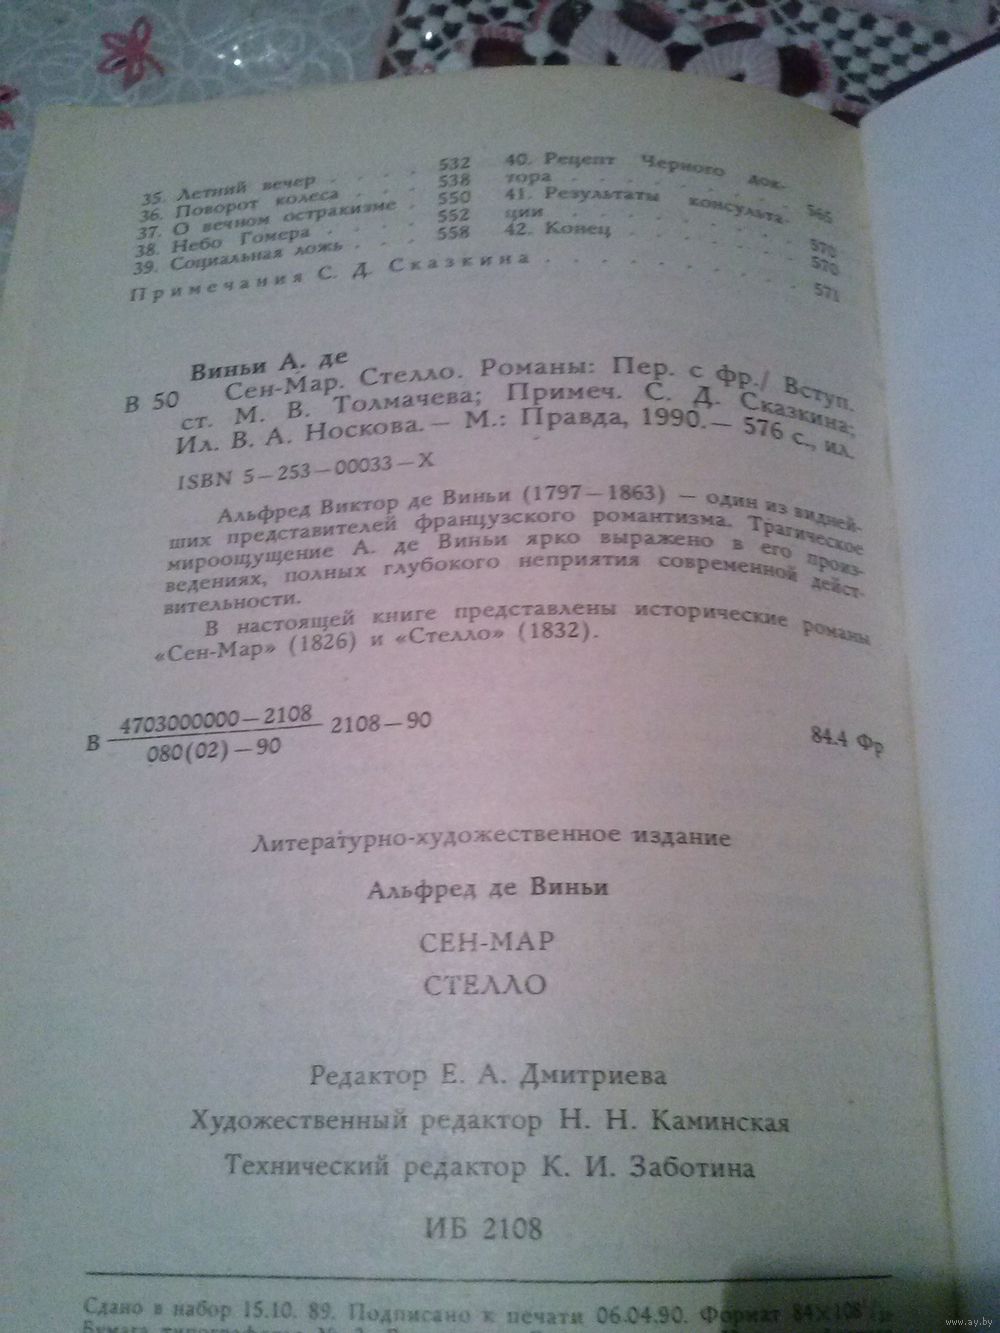 35. Летний вечер . . . . 532
36. Поворот колеса . . . 538
37. О вечном остракизме . 550
38. Небо Гомера . . . . 552
39. Социальная ложь . . . 558
40. Рецепт Черного док-
тора . . . . . . . . 565
41. Результаты консульта-
ции . . . . . . . . 570
42. Конец . . . . . . 570
Примечания С. Д. Сказкина . . . . . . . . . . 571
Виньи А. де
В 50 Сен-Мар. Стелло. Романы: Пер. с фр./ Вступ.
ст. М. В. Толмачева; Примеч. С. Д. Сказкина;
Ил. В. А. Носкова.— М.: Правда, 1990.— 576 с., ил.
ISBN 5—253—00033—X
Альфред Виктор де Виньи (1797—1863) — один из видней-
ших представителей французского романтизма. Трагическое
мироощущение А. де Виньи ярко выражено в его произ-
ведениях, полных глубокого неприятия современной дейст-
вительности.
В настоящей книге представлены исторические романы
«Сен-Мар» (1826) и «Стелло» (1832).
4703000000—2108
В 2108—90
080(02)—90
84.4 Фр
Литературно-художественное издание
Альфред де Виньи
СЕН-МАР
СТЕЛЛО
Редактор Е. А. Дмитриева
Художественный редактор Н. Н. Каминская
Технический редактор К. И. Заботина
ИБ 2108
Сдано в набор 15.10. 89. Подписано к печати 06.04.90. Формат 84×108
www.ay.by